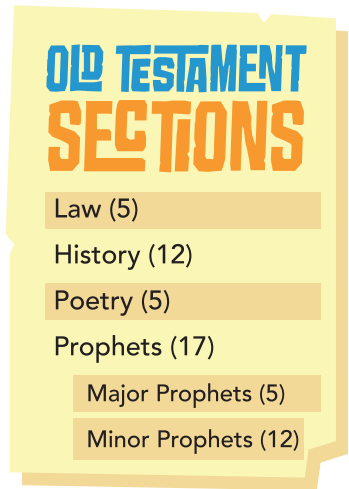 OLD TESTAMENT
SECTIONS
Law (5)
History (12)
Poetry (5)
Prophets (17)
Major Prophets (5)
Minor Prophets (12)